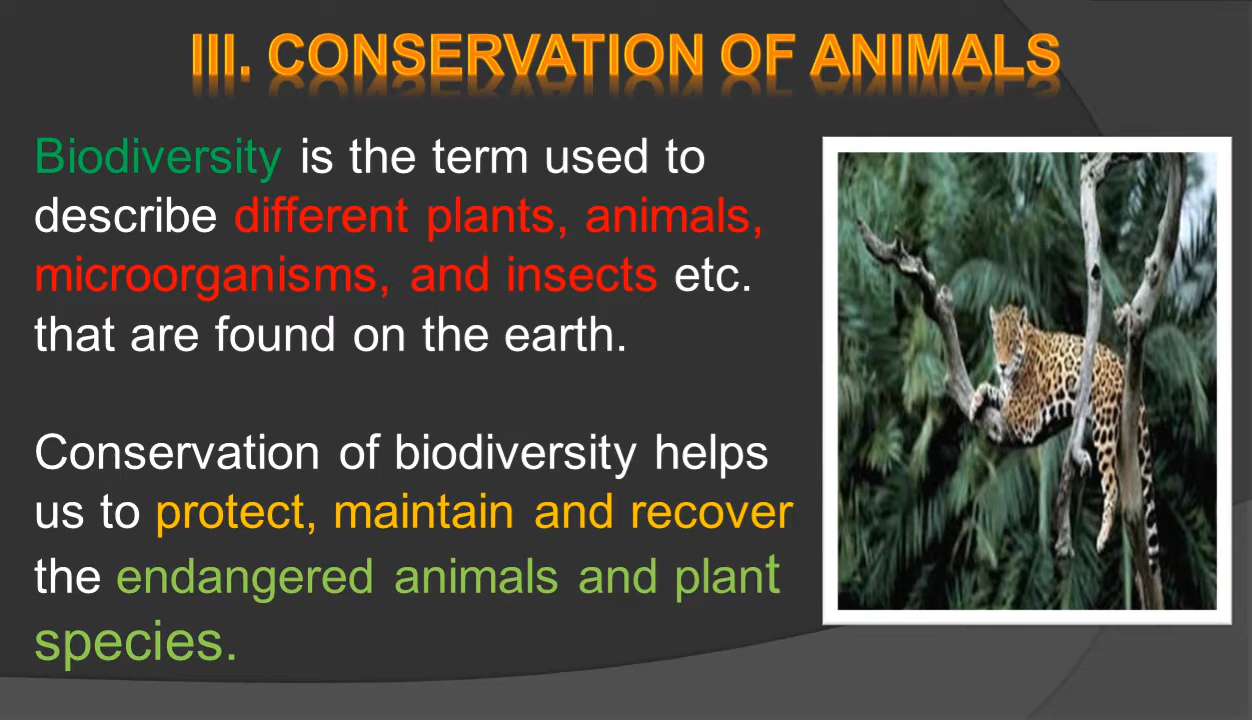 III. CONSERVATION OF ANIMALS
Biodiversity is the term used to
describe different plants, animals,
microorganisms, and insects etc.
that are found on the earth.
Conservation of biodiversity helps
us to protect, maintain and recover
the endangered animals and plant
species.